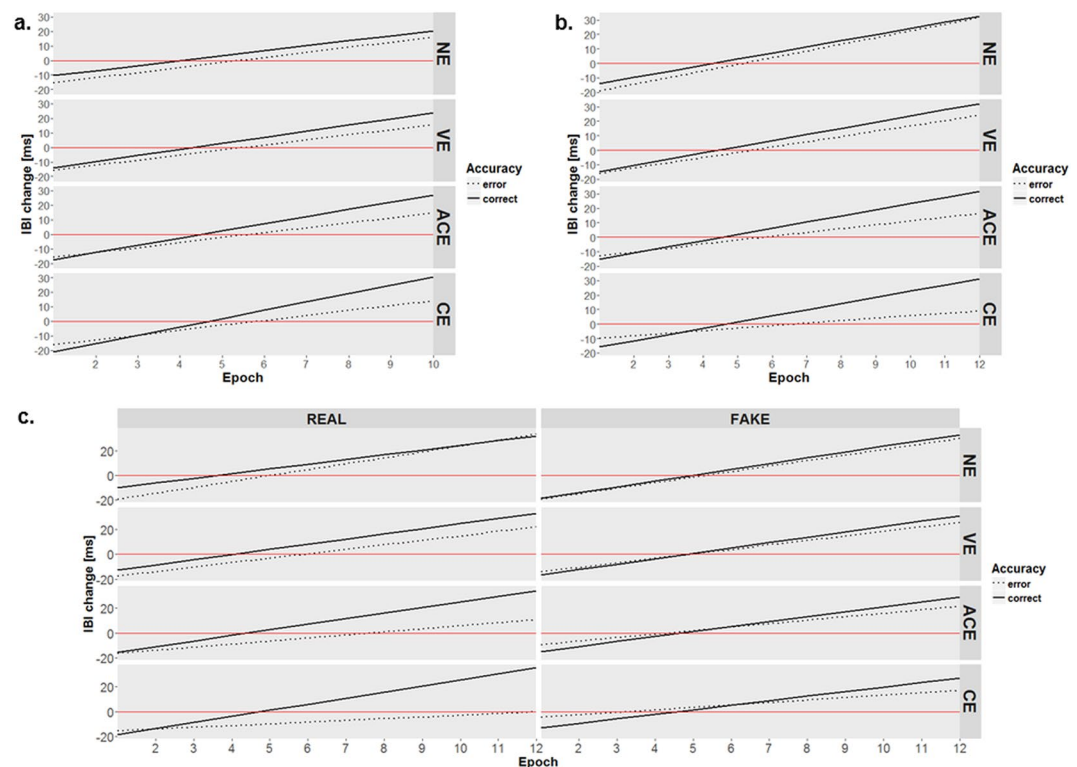 a.
30
20
10
0
-10
NE
30
20
10
0
-10
-20
VE
30
20
10
0
-10
-20
ACE
30
20
10
0
-10
-20
CE
IBI change [ms]
2 3 4 5 6 7 8 9 10
Epoch
Accuracy
error
correct
b.
30
20
10
0
-10
-20
NE
30
20
10
0
-10
-20
VE
30
20
10
0
-10
-20
ACE
30
20
10
0
-10
-20
CE
IBI change [ms]
2 3 4 5 6 7 8 9 10 11 12
Epoch
Accuracy
error
correct
c.
REAL FAKE
20
0
-20
NE
20
0
-20
VE
20
0
-20
ACE
20
0
-20
CE
IBI change [ms]
2 3 4 5 6 7 8 9 10 11 12 2 3 4 5 6 7 8 9 10 11 12
Epoch
Accuracy
error
correct